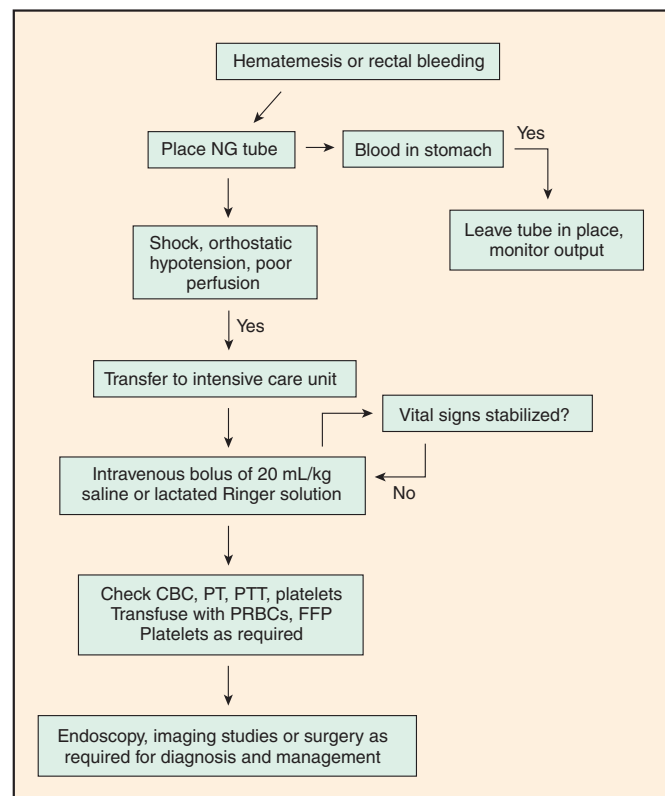 Hematemesis or rectal bleeding
Place NG tube
Blood in stomach
Yes
Leave tube in place,
monitor output
Shock, orthostatic
hypotension, poor
perfusion
Yes
Transfer to intensive care unit
Vital signs stabilized?
No
Intravenous bolus of 20 mL/kg
saline or lactated Ringer solution
Check CBC, PT, PTT, platelets
Transfuse with PRBCs, FFP
Platelets as required
Endoscopy, imaging studies or surgery as
required for diagnosis and management